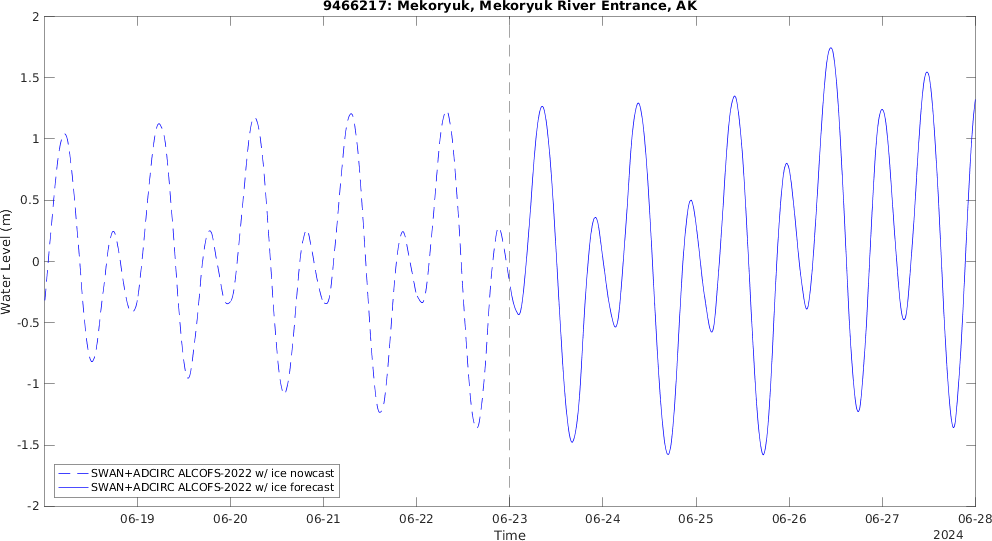 9466217: Mekoryuk, Mekoryuk River Entrance, AK
2
1.5
1
0.5
0
-0.5
-1
-1.5
-2
Water Level (m)
SWAN+ADCIRC ALCOFS-2022 w/ ice nowcast
SWAN+ADCIRC ALCOFS-2022 w/ ice forecast
06-19 06-20 06-21 06-22 06-23 06-24 06-25 06-26 06-27 06-28
Time
2024